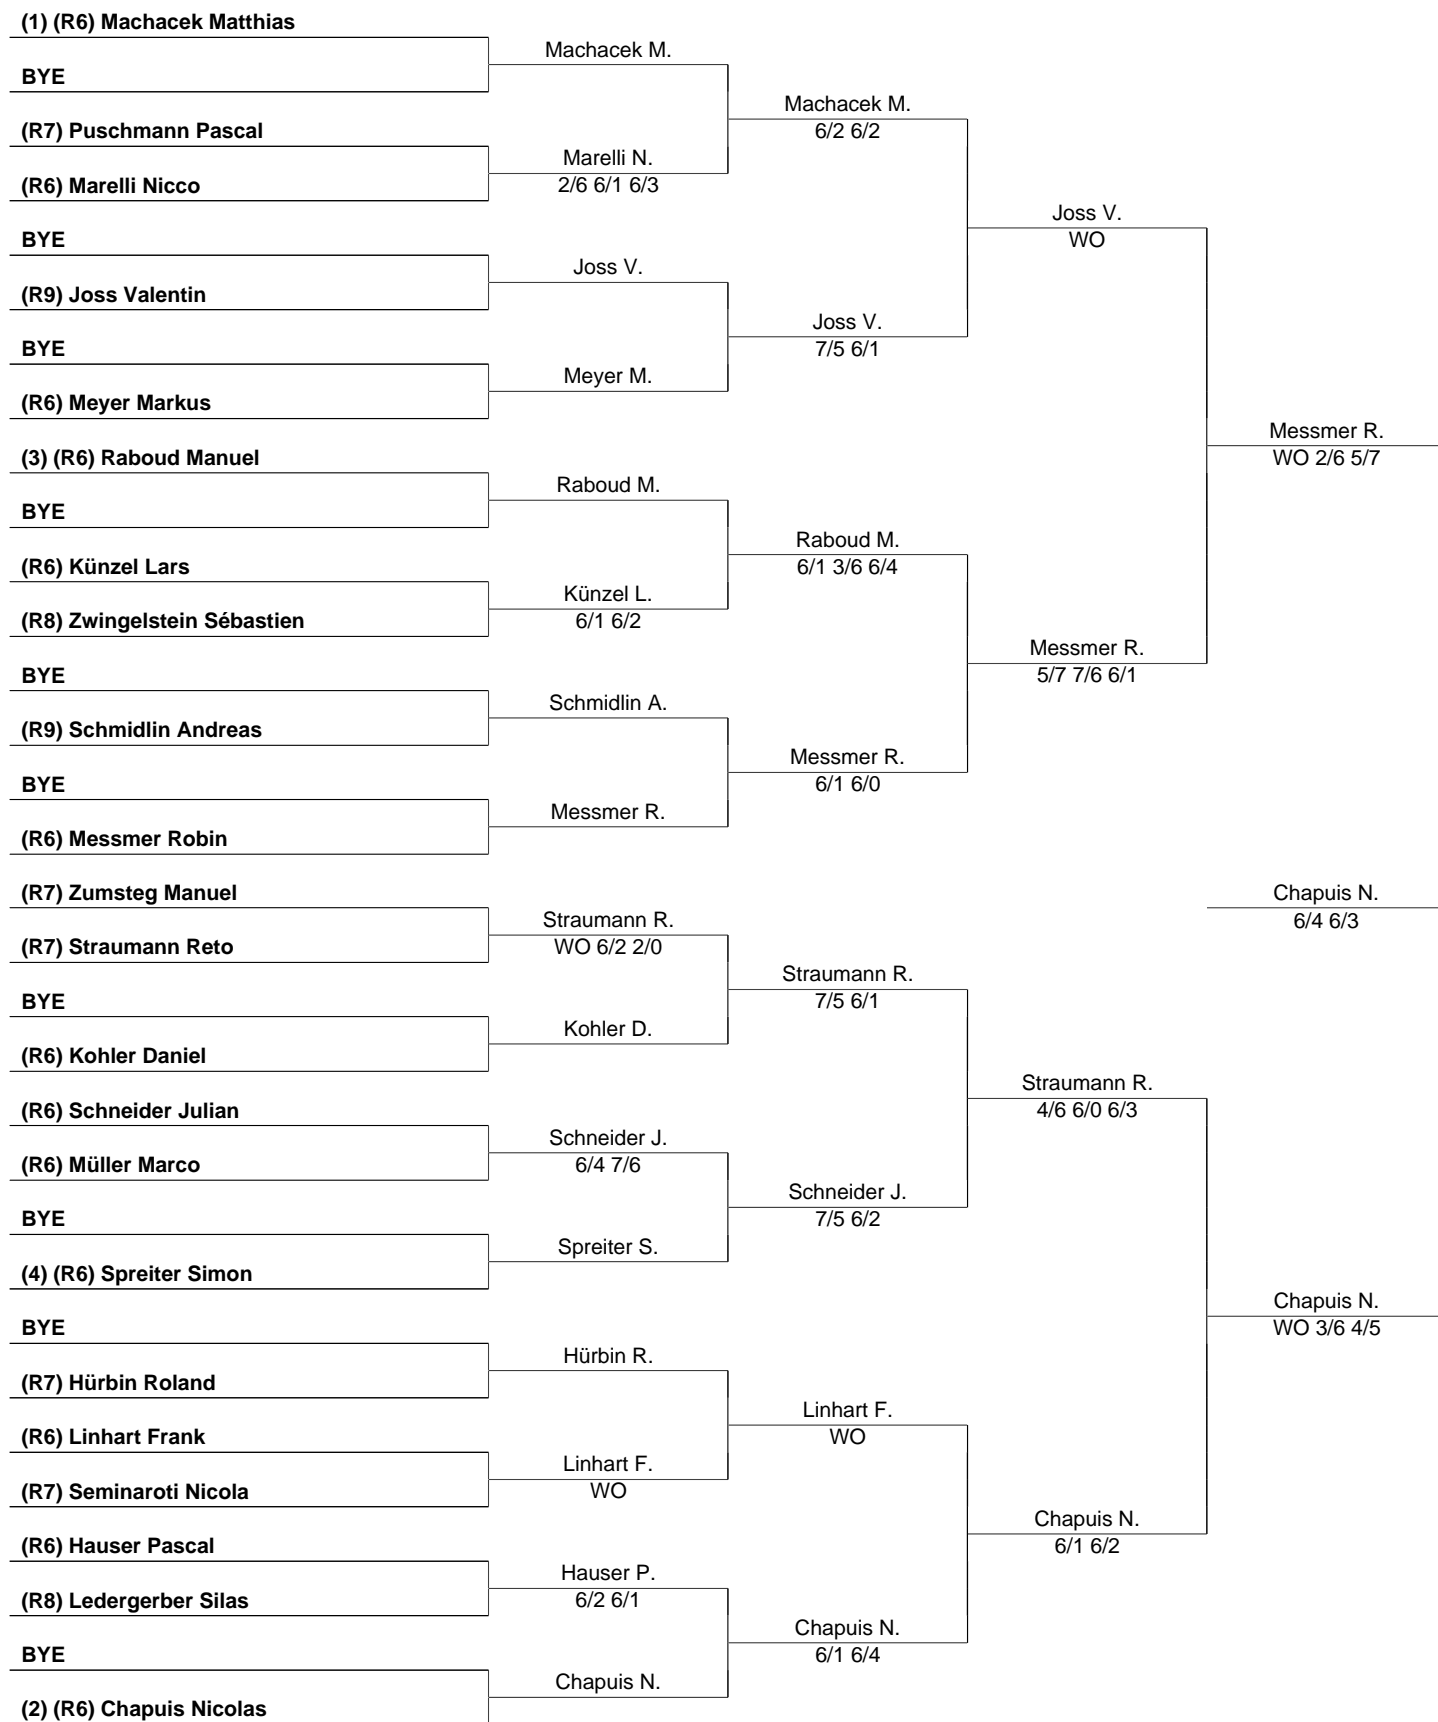 (1) (R6) Machacek Matthias
Machacek M.
BYE
Machacek M.
6/2 6/2
(R7) Puschmann Pascal
Marelli N.
2/6 6/1 6/3
(R6) Marelli Nicco
Joss V.
WO
BYE
Joss V.
(R9) Joss Valentin
Joss V.
7/5 6/1
BYE
Meyer M.
(R6) Meyer Markus
Messmer R.
WO 2/6 5/7
(3) (R6) Raboud Manuel
Raboud M.
BYE
Raboud M.
6/1 3/6 6/4
(R6) Künzel Lars
Künzel L.
6/1 6/2
(R8) Zwingelstein Sébastien
Messmer R.
5/7 7/6 6/1
BYE
Schmidlin A.
(R9) Schmidlin Andreas
Messmer R.
6/1 6/0
BYE
Messmer R.
(R6) Messmer Robin
(R7) Zumsteg Manuel
Chapuis N.
6/4 6/3
Straumann R.
WO 6/2 2/0
(R7) Straumann Reto
Straumann R.
7/5 6/1
BYE
Kohler D.
(R6) Kohler Daniel
Straumann R.
4/6 6/0 6/3
(R6) Schneider Julian
Schneider J.
6/4 7/6
(R6) Müller Marco
Schneider J.
7/5 6/2
BYE
Spreiter S.
(4) (R6) Spreiter Simon
Chapuis N.
WO 3/6 4/5
BYE
Hürbin R.
(R7) Hürbin Roland
Linhart F.
WO
(R6) Linhart Frank
Linhart F.
WO
(R7) Seminaroti Nicola
Chapuis N.
6/1 6/2
(R6) Hauser Pascal
Hauser P.
6/2 6/1
(R8) Ledergerber Silas
Chapuis N.
6/1 6/4
BYE
Chapuis N.
(2) (R6) Chapuis Nicolas